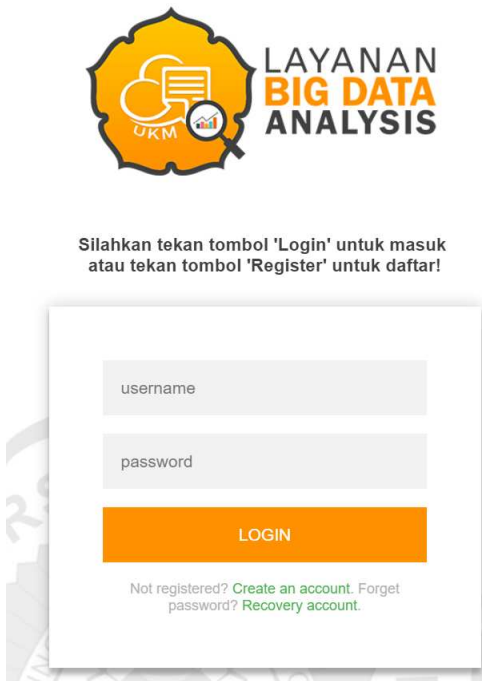 UKM
LAYANAN
BIG DATA
ANALYSIS
Silahkan tekan tombol 'Login' untuk masuk
atau tekan tombol 'Register' untuk daftar!
username
password
LOGIN
Not registered? Create an account. Forget
password? Recovery account.